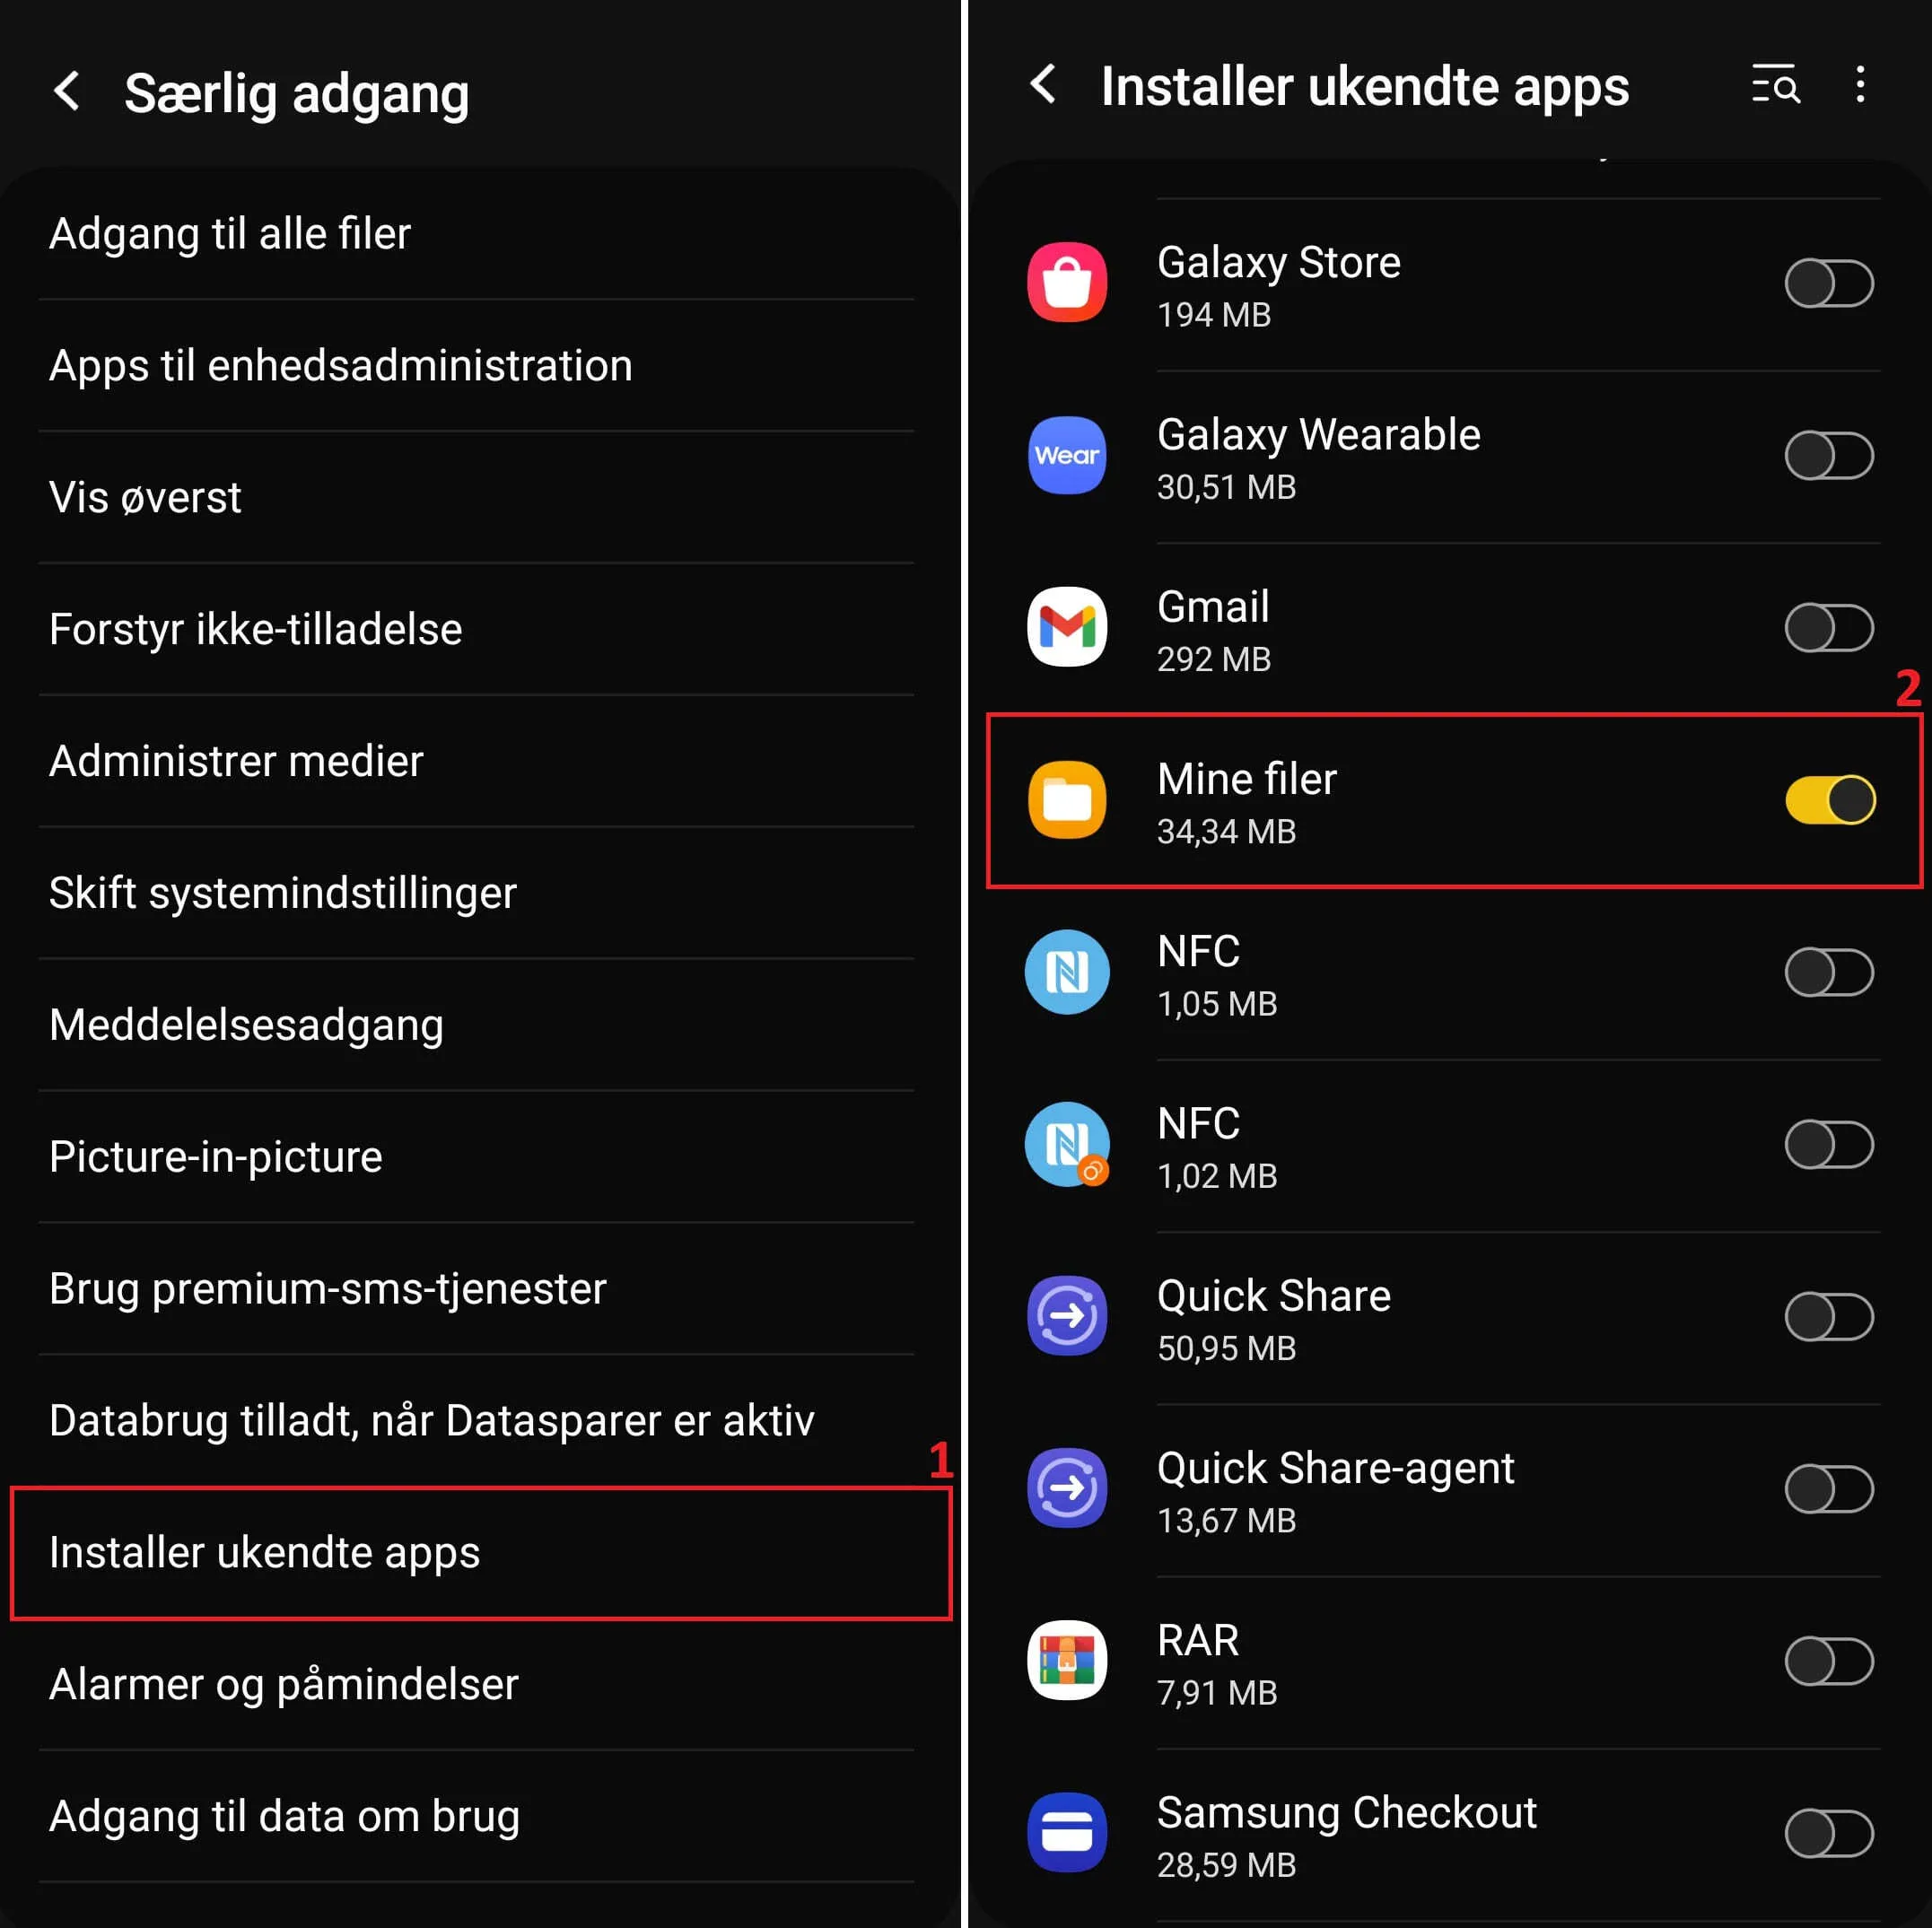 Særlig adgang
Adgang til alle filer
Apps til enhedsadministration
Vis øverst
Forstyr ikke-tilladelse
Administrer medier
Skift systemindstillinger
Meddelelsesadgang
Picture-in-picture
Brug premium-sms-tjenester
Databrug tilladt, når Datasparer er aktiv
1
Installer ukendte apps
Alarmer og påmindelser
Adgang til data om brug
Installer ukendte apps
Galaxy Store
194 MB
Wear
Galaxy Wearable
30,51 MB
Gmail
292 MB
2
Mine filer
34,34 MB
NFC
1,05 MB
NFC
1,02 MB
Quick Share
50,95 MB
Quick Share-agent
13,67 MB
RAR
7,91 MB
Samsung Checkout
28,59 MB